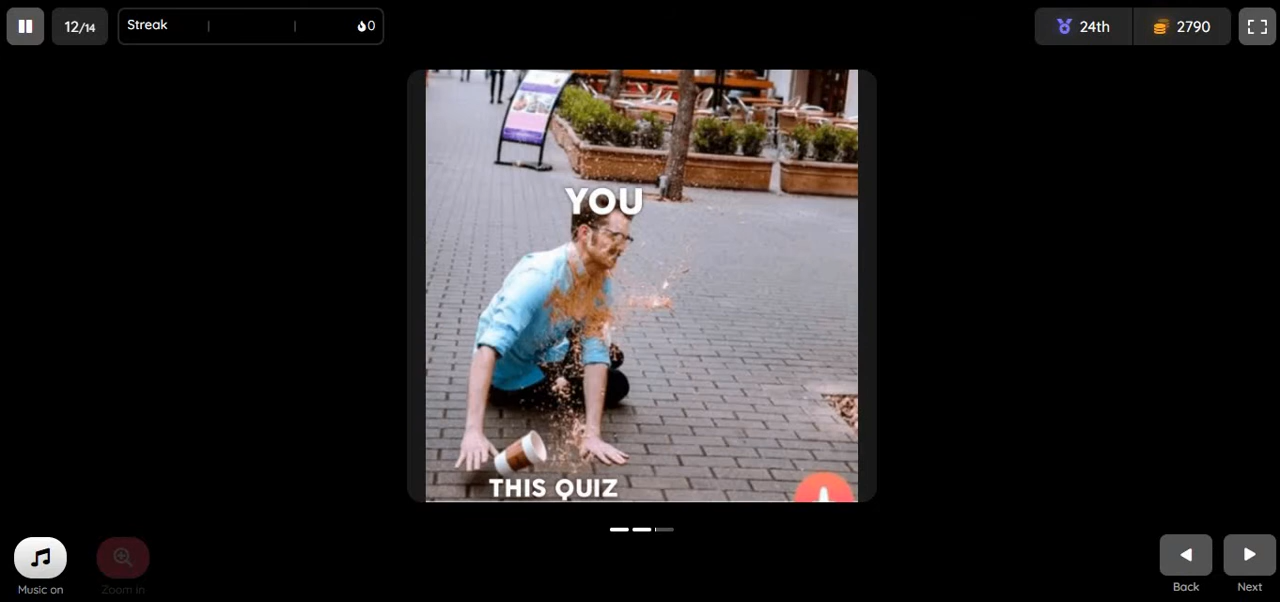 12/14
Streak
0
24th
2790
YOU
THIS QUIZ
Music on
Zoom in
Back
Next